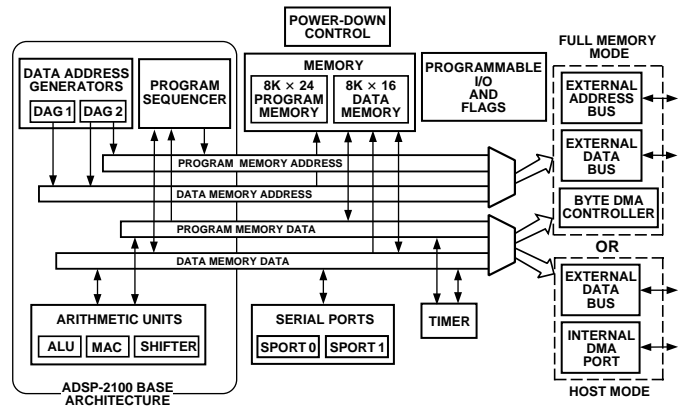 POWER-DOWN
CONTROL
FULL MEMORY
MODE
DATA ADDRESS
GENERATORS
DAG 1
DAG 2
PROGRAM
SEQUENCER
MEMORY
8K × 24
PROGRAM
MEMORY
8K × 16
DATA
MEMORY
PROGRAMMABLE
I/O
AND
FLAGS
EXTERNAL
ADDRESS
BUS
EXTERNAL
DATA
BUS
BYTE DMA
CONTROLLER
PROGRAM MEMORY ADDRESS
DATA MEMORY ADDRESS
PROGRAM MEMORY DATA
DATA MEMORY DATA
OR
EXTERNAL
DATA
BUS
INTERNAL
DMA
PORT
HOST MODE
ARITHMETIC UNITS
ALU
MAC
SHIFTER
SERIAL PORTS
SPORT 0
SPORT 1
TIMER
ADSP-2100 BASE
ARCHITECTURE